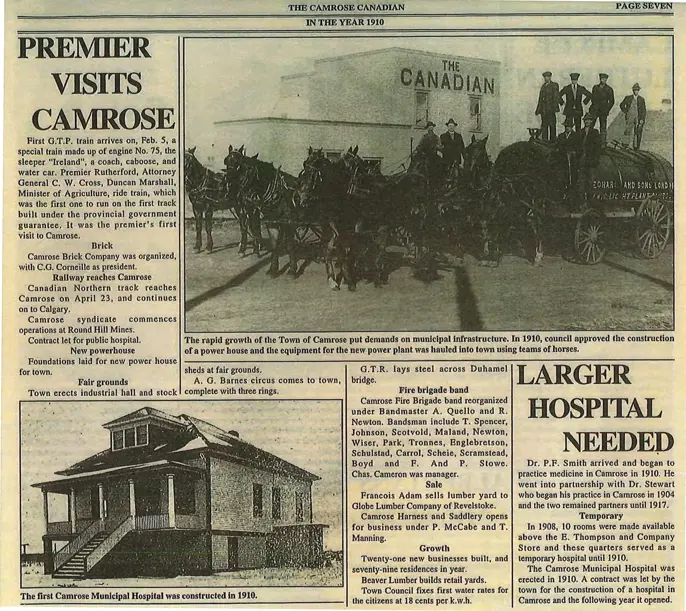 THE CAMROSE CANADIAN
PAGE SEVEN
IN THE YEAR 1910
PREMIER
VISITS
CAMROSE
First G.T.P. train arrives on, Feb. 5, a
special train made up of engine No. 75, the
sleeper "Ireland", a coach, caboose, and
water car. Premier Rutherford, Attorney
General C. W. Cross, Duncan Marshall,
Minister of Agriculture, ride train, which
was the first one to run on the first track
built under the provincial government
guarantee. It was the premier's first
visit to Camrose.
Brick
Camrose Brick Company was organized,
with C.G. Corneille as president.
Railway reaches Camrose
Canadian Northern track reaches
Camrose on April 23, and continues
on to Calgary.
Camrose syndicate commences
operations at Round Hill Mines.
Contract let for public hospital.
New powerhouse
Foundations laid for new power house
for town.
Fair grounds
Town erects industrial hall and stock
THE
CANADIAN
AND SONS LOND
The rapid growth of the Town of Camrose put demands on municipal infrastructure. In 1910, council approved the construction
of a power house and the equipment for the new power plant was hauled into town using teams of horses.
sheds at fair grounds.
A. G. Barnes circus comes to town,
complete with three rings.
The first Camrose Municipal Hospital was constructed in 1910.
G.T.R. lays steel across Duhamel
bridge.
Fire brigade band
Camrose Fire Brigade band reorganized
under Bandmaster A. Quello and R.
Newton. Bandsman include T. Spencer,
Johnson, Scotvold, Maland, Newton,
Wiser, Park, Tronnes, Englebretson,
Schulstad, Carrol, Scheie, Scramstead,
Boyd and F. And P. Stowe.
Chas. Cameron was manager.
Sale
Francois Adam sells lumber yard to
Globe Lumber Company of Revelstoke.
Camrose Harness and Saddlery opens
for business under P. McCabe and T.
Manning.
Growth
Twenty-one new businesses built, and
seventy-nine residences in year.
Beaver Lumber builds retail yards.
Town Council fixes first water rates for
the citizens at 18 cents per k.w.h.
LARGER
HOSPITAL
NEEDED
Dr. P.F. Smith arrived and began to
practice medicine in Camrose in 1910. He
went into partnership with Dr. Stewart
who began his practice in Camrose in 1904
and the two remained partners until 1917.
Temporary
In 1908, 10 rooms were made available
above the E. Thompson and Company
Store and these quarters served as a
temporary hospital until 1910.
The Camrose Municipal Hospital was
erected in 1910. A contract was let by the
town for the construction of a hospital in
Camrose and the following year it opened.